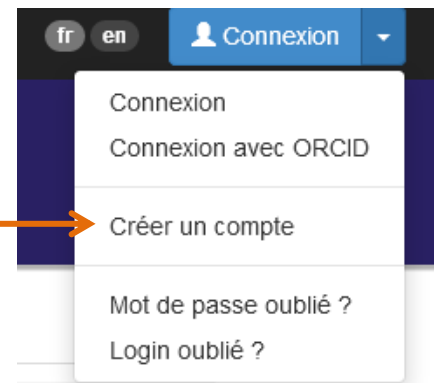 fr en Connexion
Connexion
Connexion avec ORCID
Créer un compte
Mot de passe oublié ?
Login oublié ?